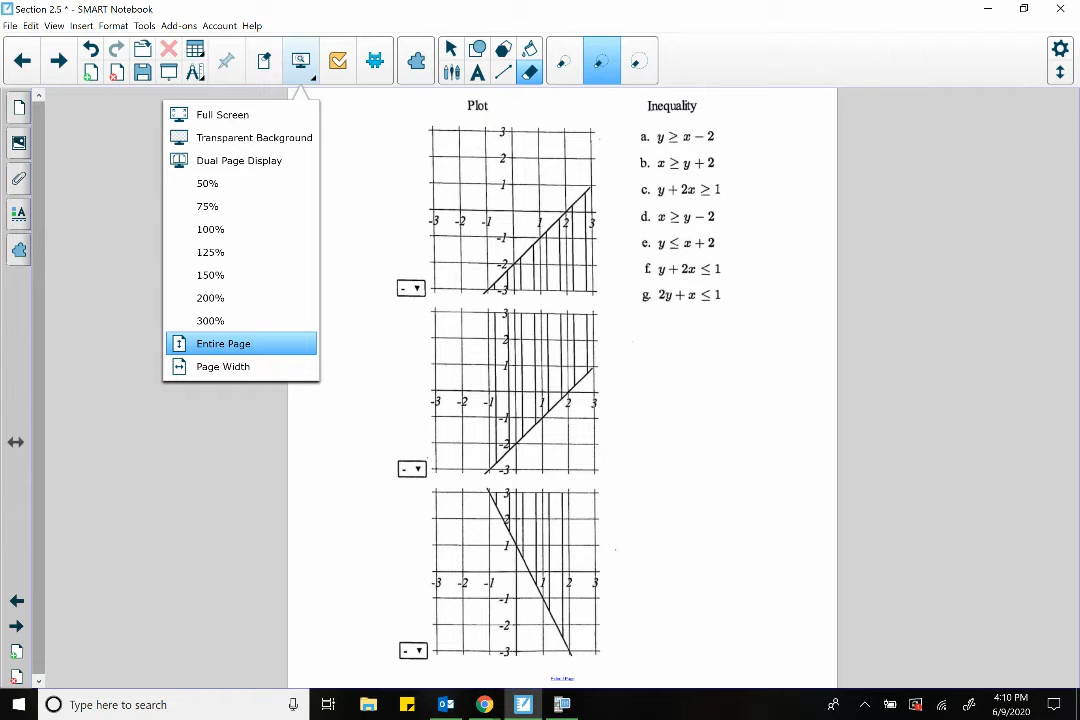 Section 2.5 * - SMART Notebook
File Edit View Insert Format Tools Add-ons Account Help
Full Screen
Transparent Background
Dual Page Display
50%
75%
100%
125%
150%
200%
300%
Entire Page
Page Width
Plot
3
2
1
-3 -2 -1 1 2 3
-1
-2
-3
- ▼
3
2
1
-3 -2 -1 1 2 3
-1
-2
-3
- ▼
3
2
1
-3 -2 -1 1 2 3
-1
-2
-3
- ▼
Inequality
a. y ≥ x − 2
b. x ≥ y + 2
c. y + 2x ≥ 1
d. x ≥ y − 2
e. y ≤ x + 2
f. y + 2x ≤ 1
g. 2y + x ≤ 1
Extend Page
Type here to search
4:10 PM
6/9/2020